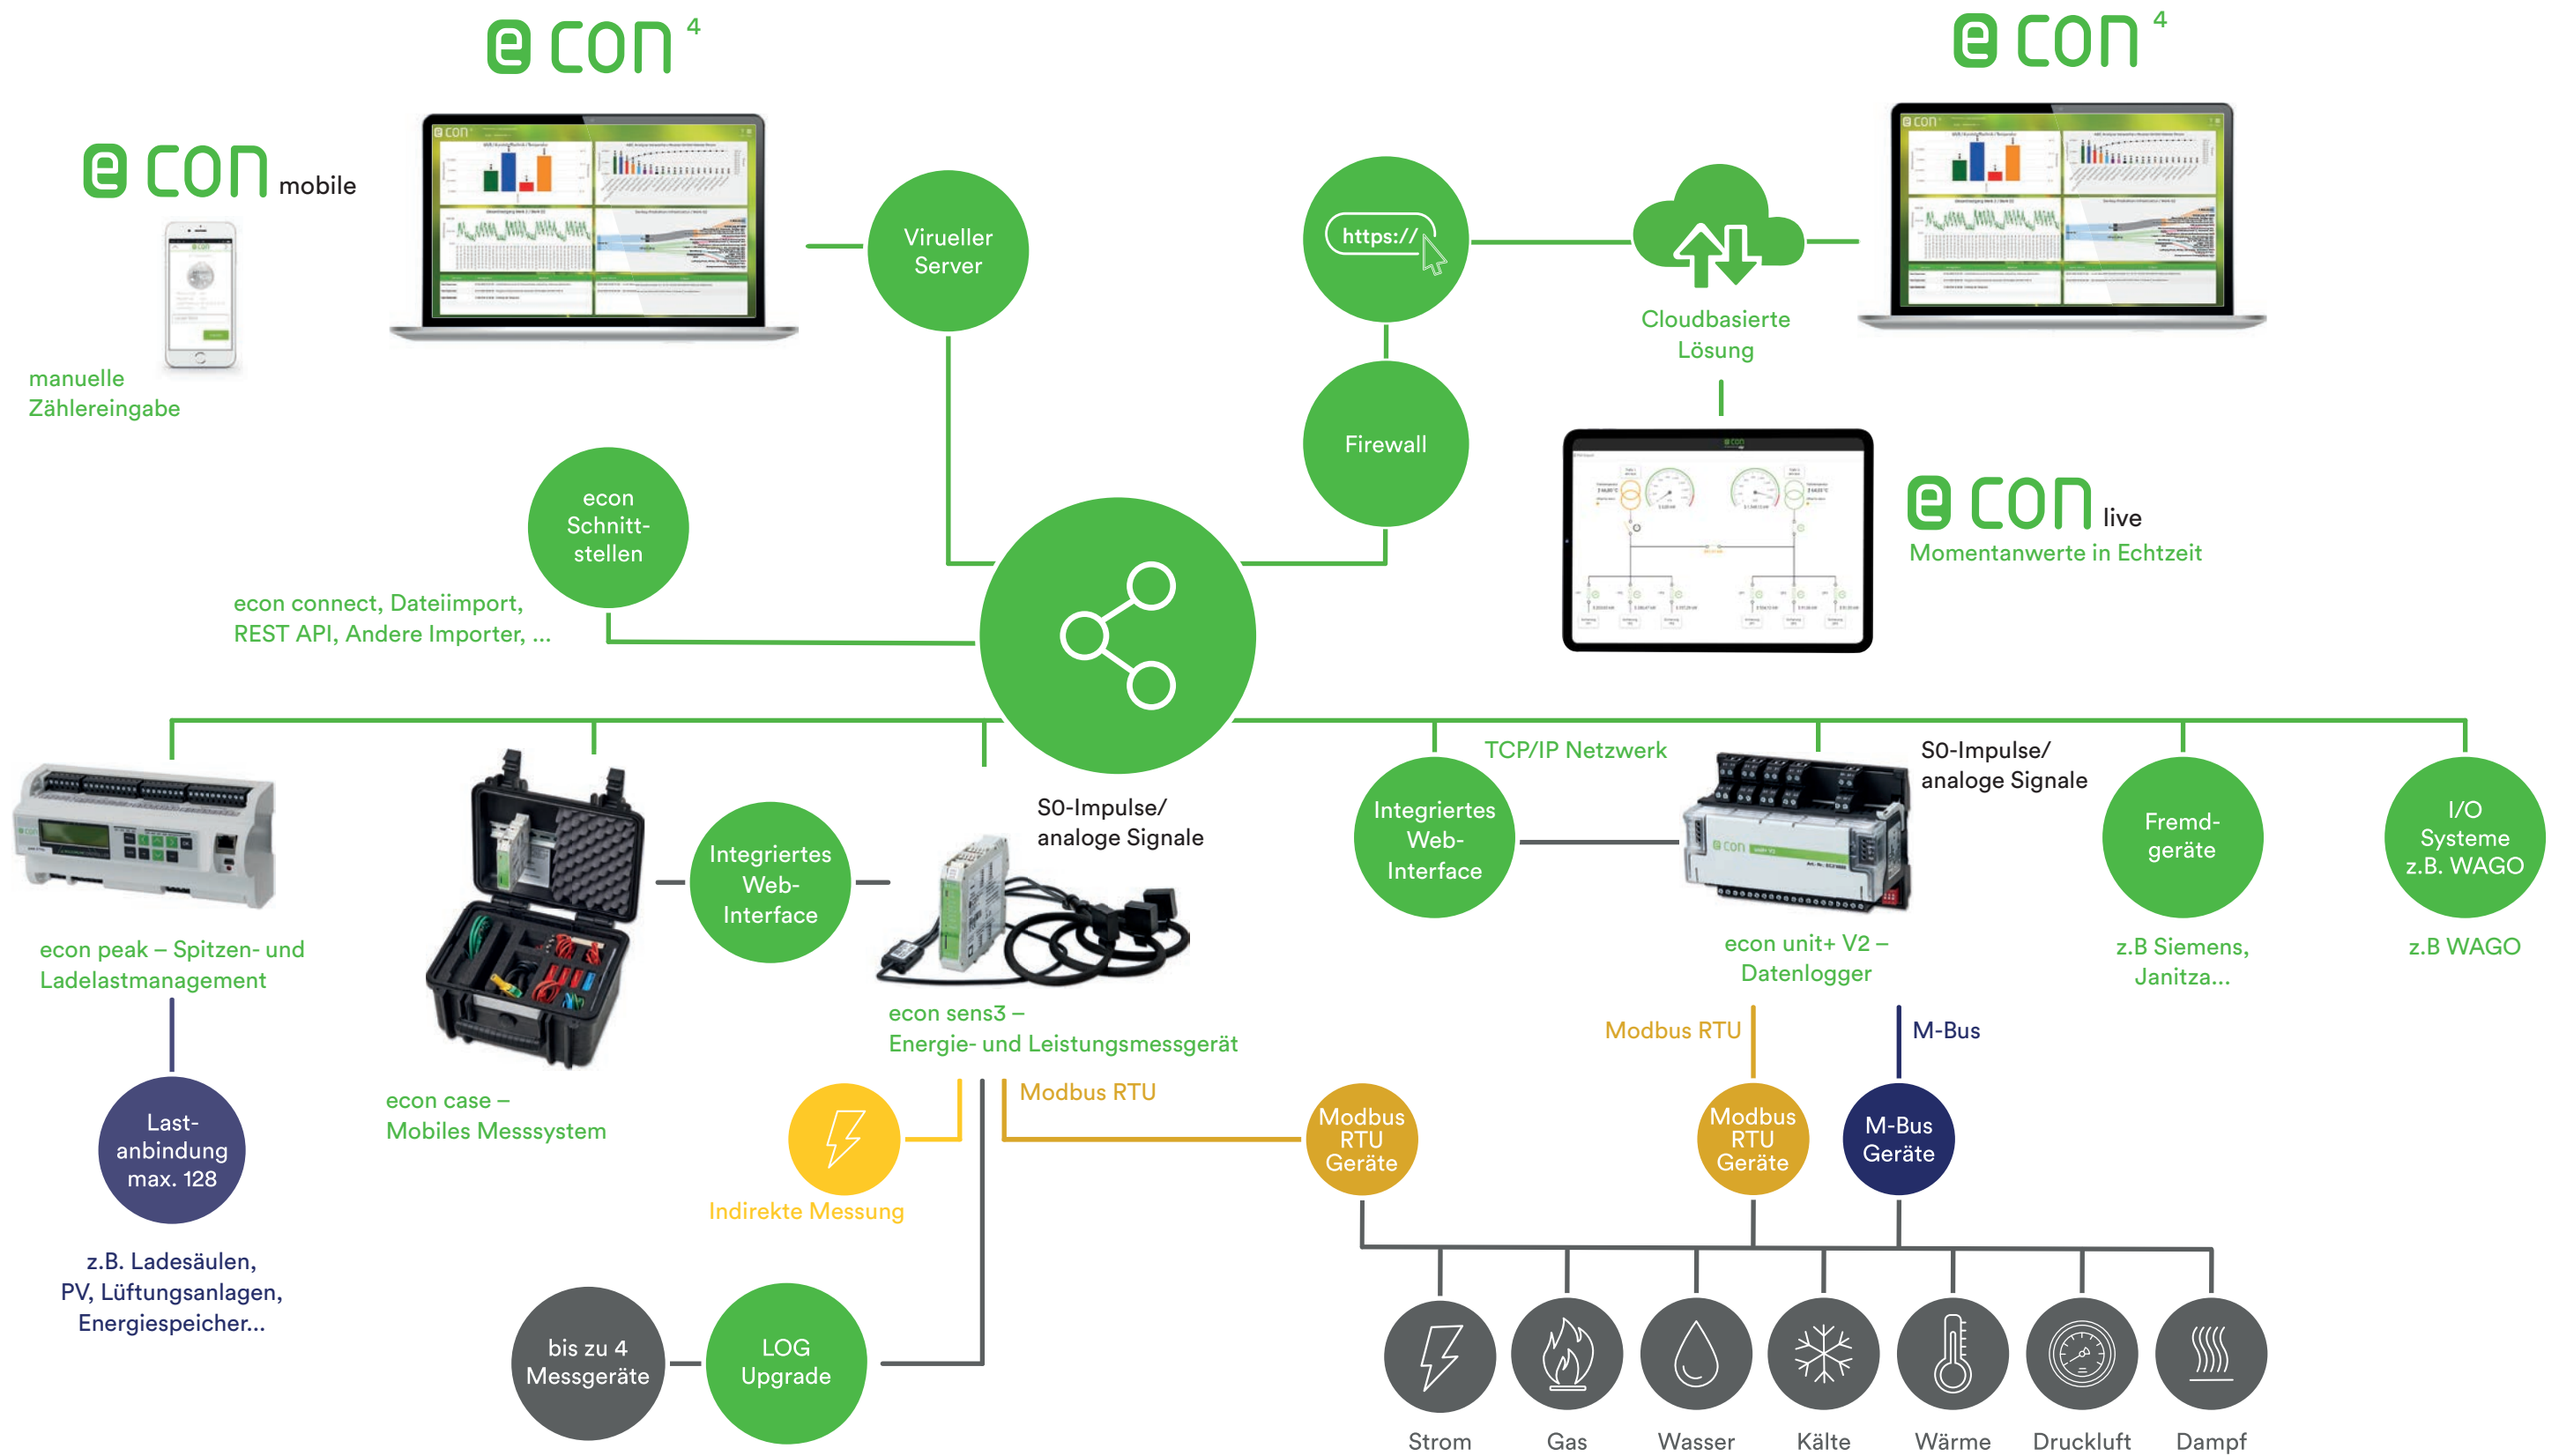 e con 4
e con 4
e con mobile
manuelle
Zählereingabe
Virueller
Server
https://
Cloudbasierte
Lösung
Firewall
econ
Schnitt-
stellen
econ connect, Dateiimport,
REST API, Andere Importer, ...
e con live
Momentanwerte in Echtzeit
TCP/IP Netzwerk
S0-Impulse/
analoge Signale
S0-Impulse/
analoge Signale
Integriertes
Web-
Interface
Integriertes
Web-
Interface
e con
Fremd-
geräte
I/O
Systeme
z.B. WAGO
econ peak – Spitzen- und
Ladelastmanagement
econ unit+ V2 –
Datenlogger
z.B Siemens,
Janitza...
z.B WAGO
econ sens3 –
Energie- und Leistungsmessgerät
Modbus RTU
M-Bus
econ case –
Mobiles Messsystem
Modbus RTU
Last-
anbindung
max. 128
Modbus
RTU
Geräte
Modbus
RTU
Geräte
M-Bus
Geräte
Indirekte Messung
z.B. Ladesäulen,
PV, Lüftungsanlagen,
Energiespeicher...
bis zu 4
Messgeräte
LOG
Upgrade
Strom
Gas
Wasser
Kälte
Wärme
Druckluft
Dampf